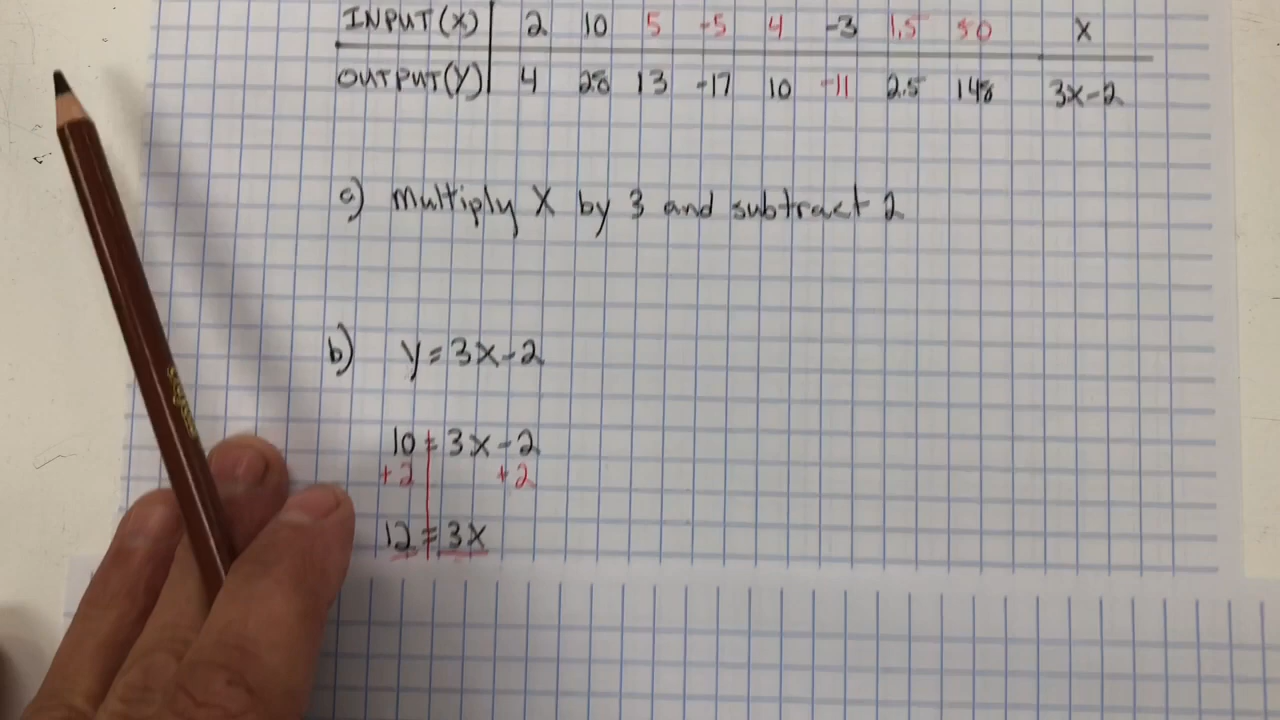 INPUT(X) 2 10 5 -5 4 -3 1.5 50 X
OUTPUT(Y) 4 28 13 -17 10 -11 2.5 148 3X-2
a) Multiply X by 3 and subtract 2
b) y=3X-2
10=3X-2
+2 +2
12=3X